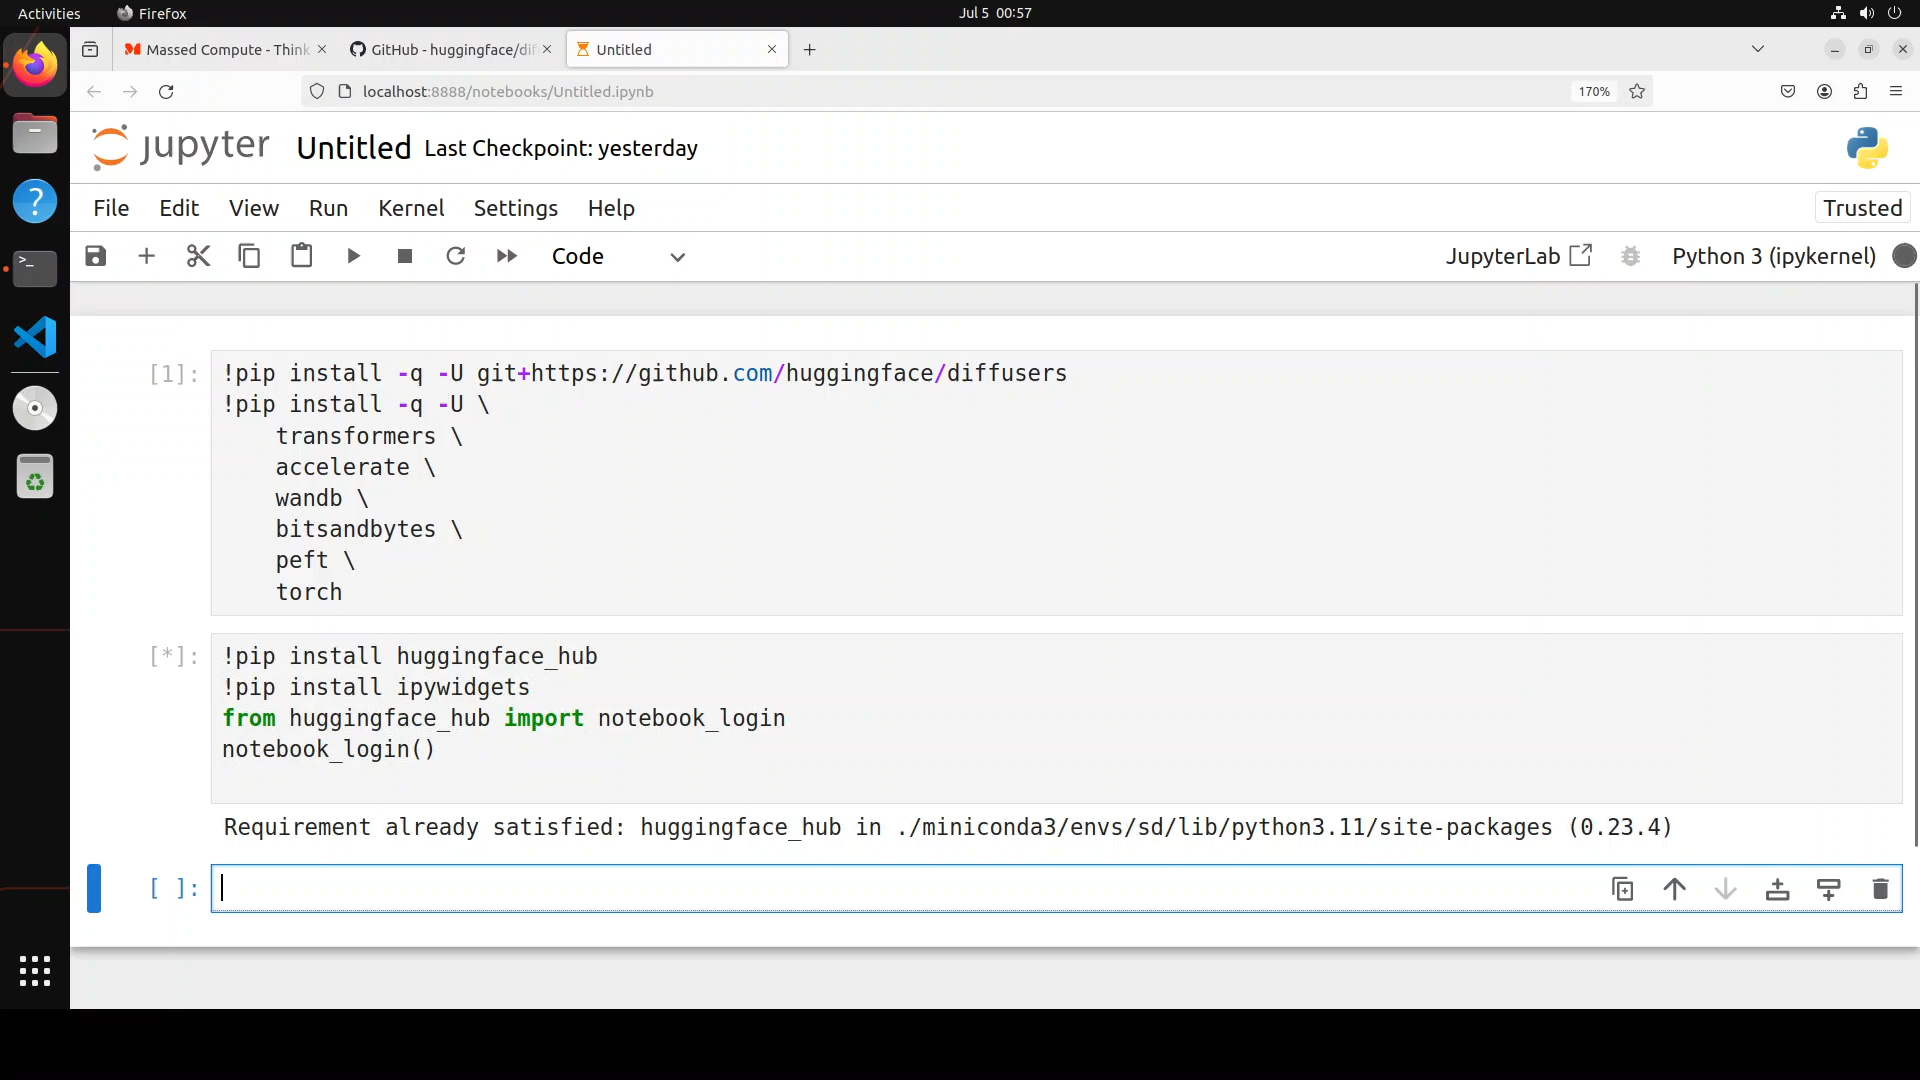 Activities
Firefox
Jul 5 00:57
Massed Compute - Think
GitHub - huggingface/dif
Untitled
localhost:8888/notebooks/Untitled.ipynb
170%
jupyter
Untitled
Last Checkpoint: yesterday
File Edit View Run Kernel Settings Help
Trusted
Code
JupyterLab
Python 3 (ipykernel)
[1]:
!pip install -q -U git+https://github.com/huggingface/diffusers
!pip install -q -U \
    transformers \
    accelerate \
    wandb \
    bitsandbytes \
    peft \
    torch
[*]:
!pip install huggingface_hub
!pip install ipywidgets
from huggingface_hub import notebook_login
notebook_login()
Requirement already satisfied: huggingface_hub in ./miniconda3/envs/sd/lib/python3.11/site-packages (0.23.4)
[ ]: